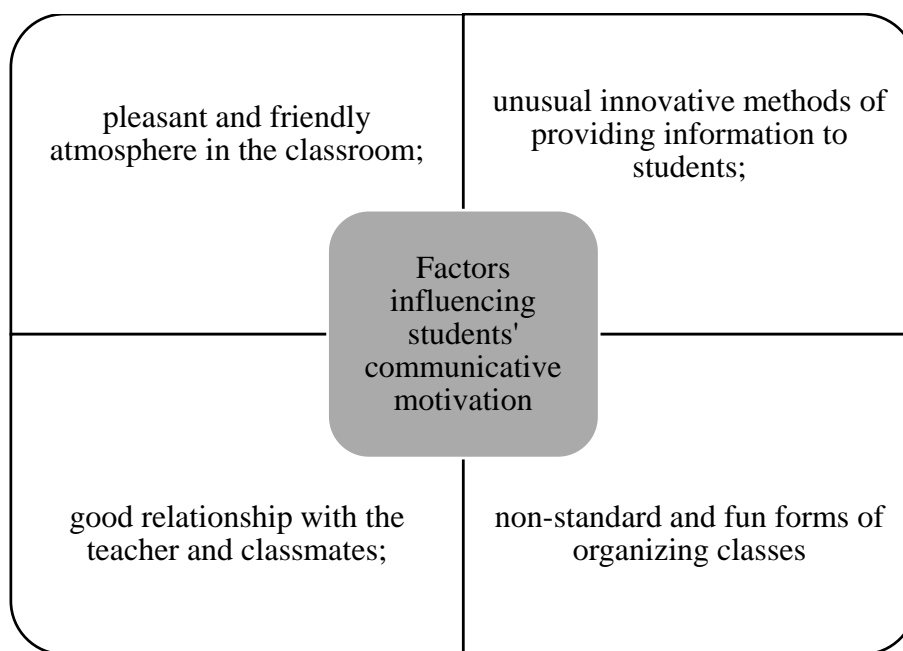 pleasant and friendly
atmosphere in the classroom;
unusual innovative methods of
providing information to
students;
Factors
influencing
students'
communicative
motivation
good relationship with the
teacher and classmates;
non-standard and fun forms of
organizing classes